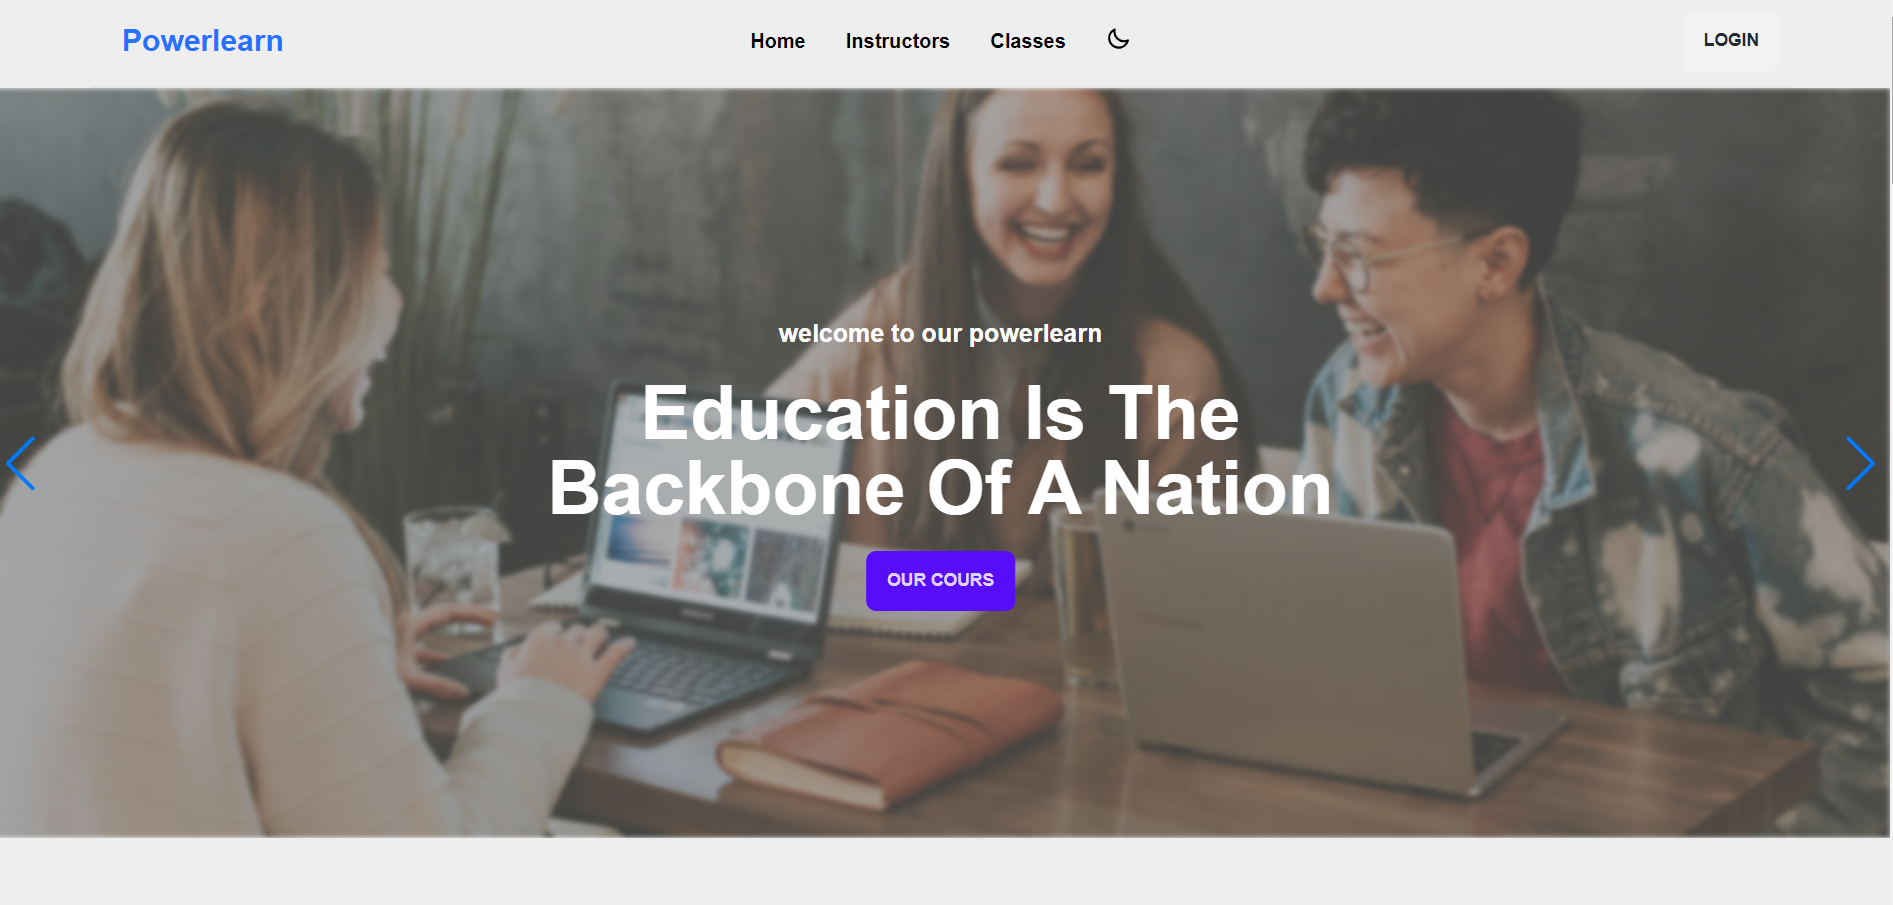 Powerlearn
Home Instructors Classes
LOGIN
welcome to our powerlearn
Education Is The
Backbone Of A Nation
OUR COURS